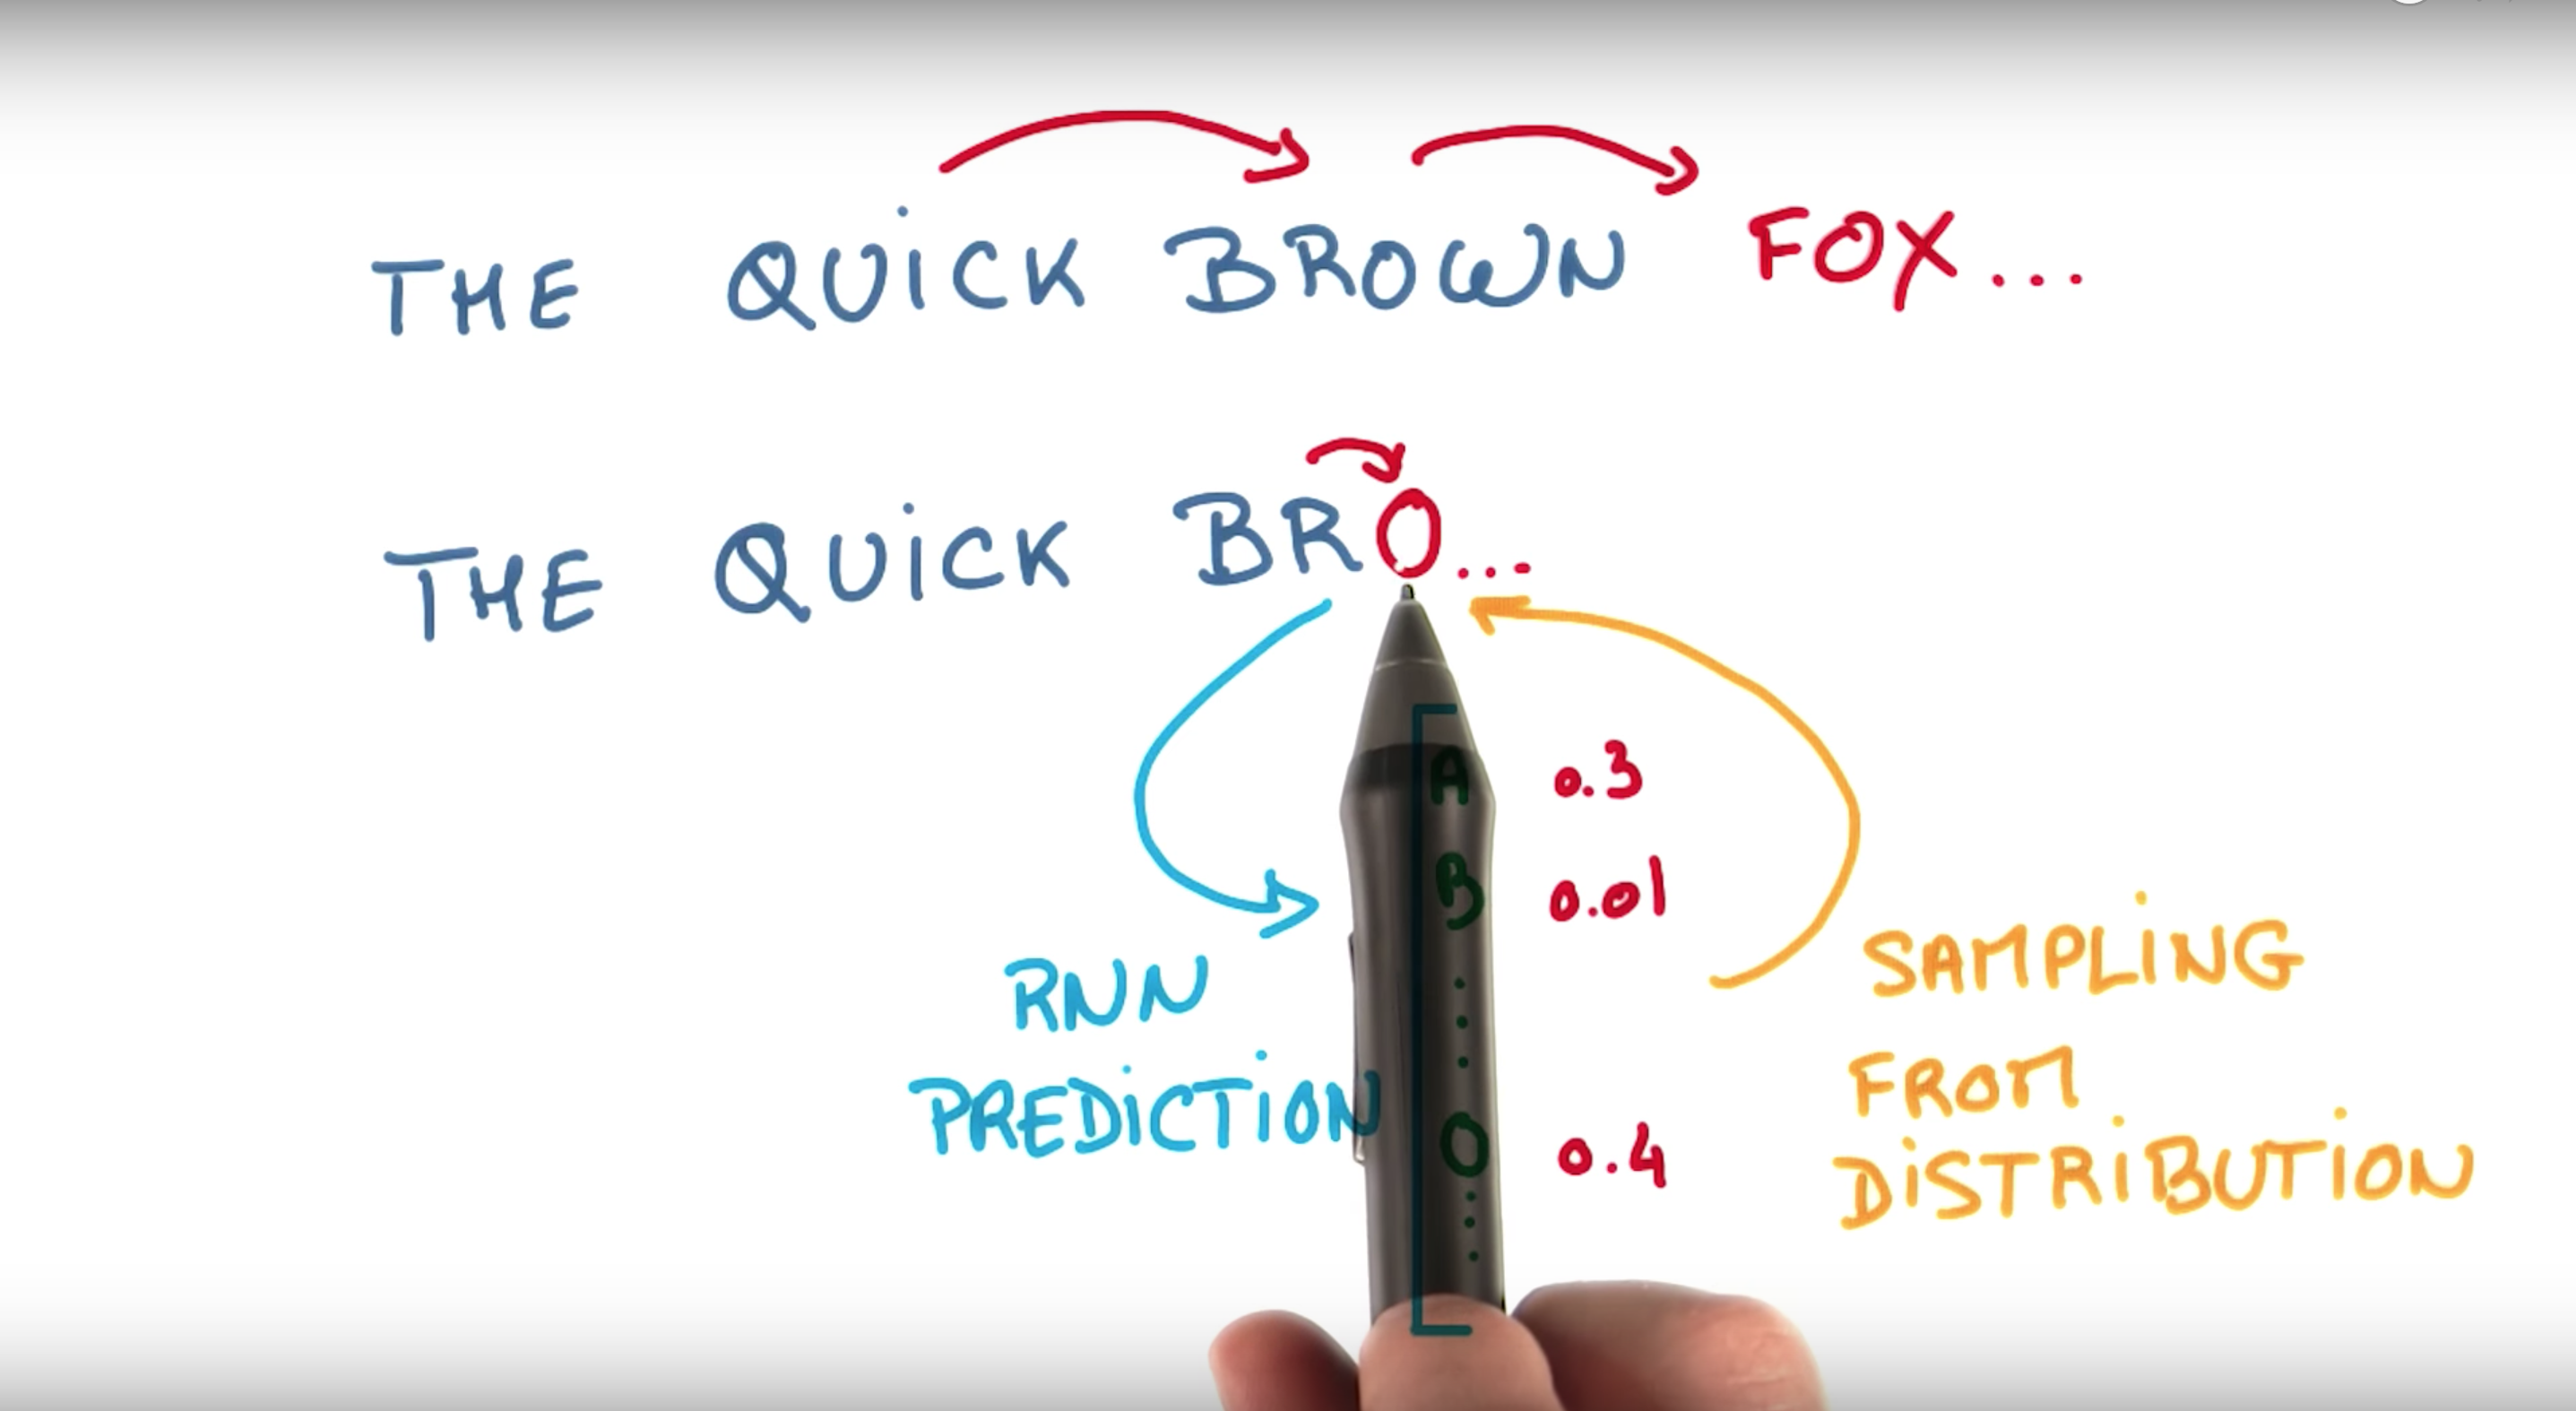 THE QUICK BROWN FOX...
THE QUICK BRO...
A 0.3
B 0.01
.
.
.
O 0.4
.
.
.
RNN
PREDICTION
SAMPLING
FROM
DISTRIBUTION